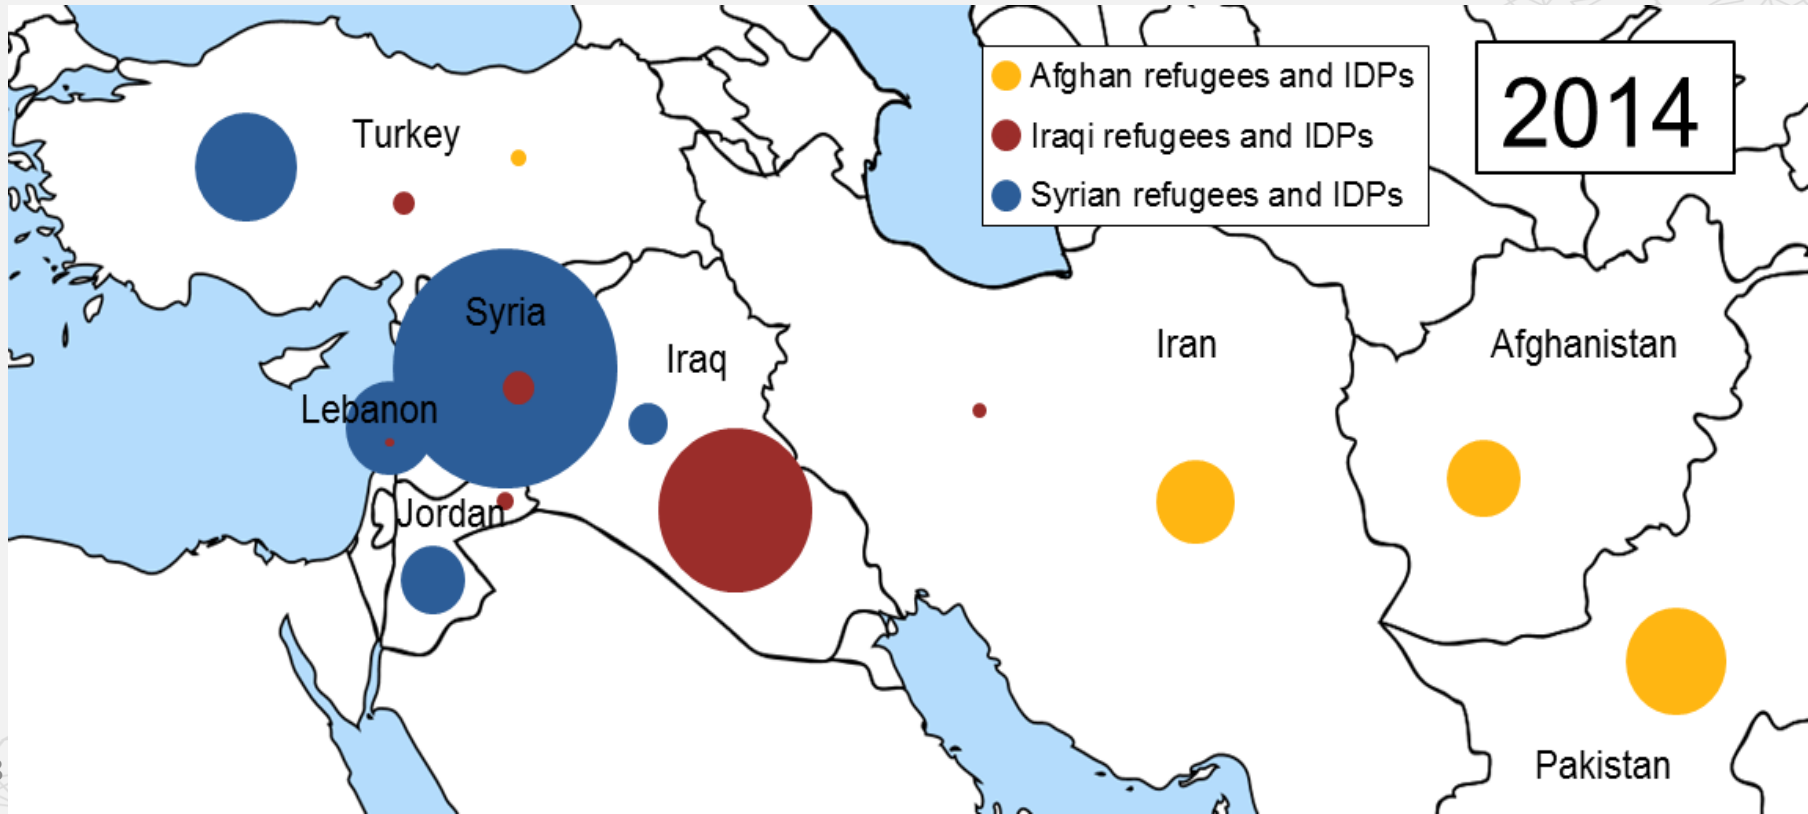 Afghan refugees and IDPs
Iraqi refugees and IDPs
Syrian refugees and IDPs
2014
Turkey
Syria
Iraq
Iran
Afghanistan
Lebanon
Jordan
Pakistan